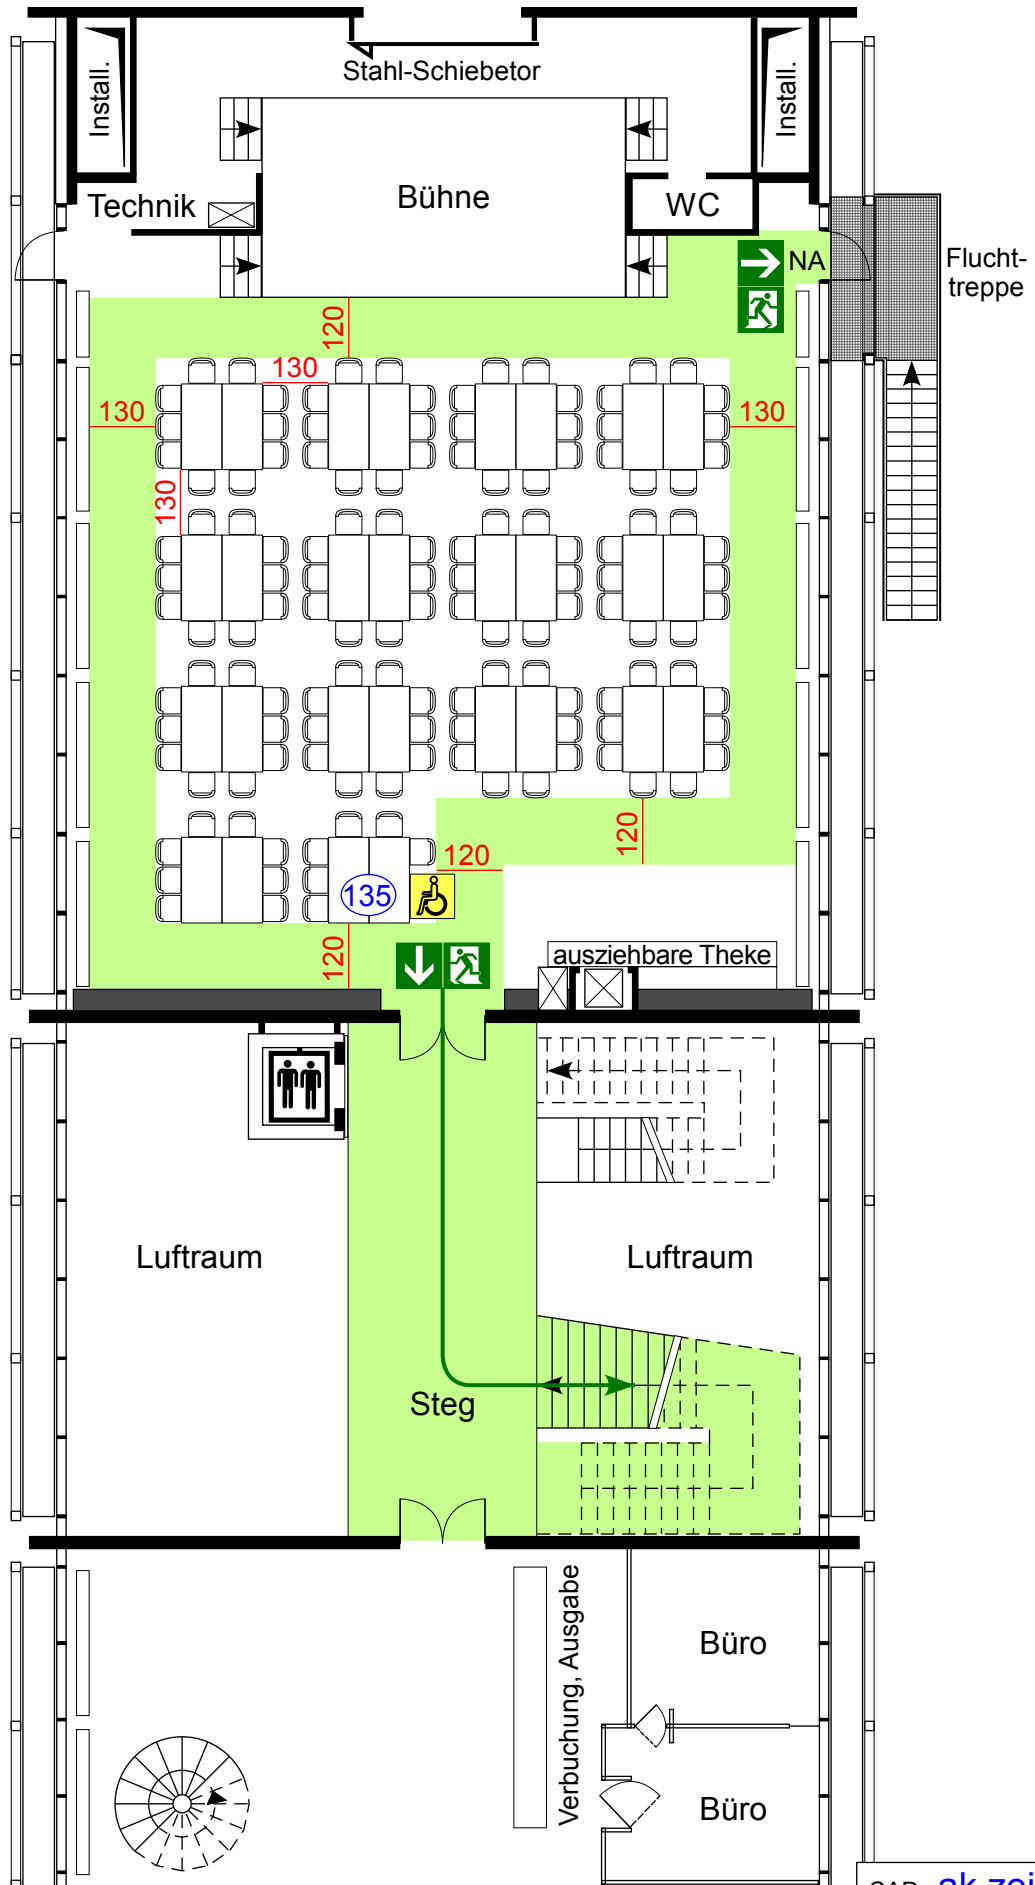 Stahl-Schiebetor
Install.
Install.
Technik
Bühne
WC
NA
Flucht-
treppe
120
130
130
130
130
120
120
135
120
ausziehbare Theke
Luftraum
Luftraum
Steg
Verbuchung, Ausgabe
Büro
Büro